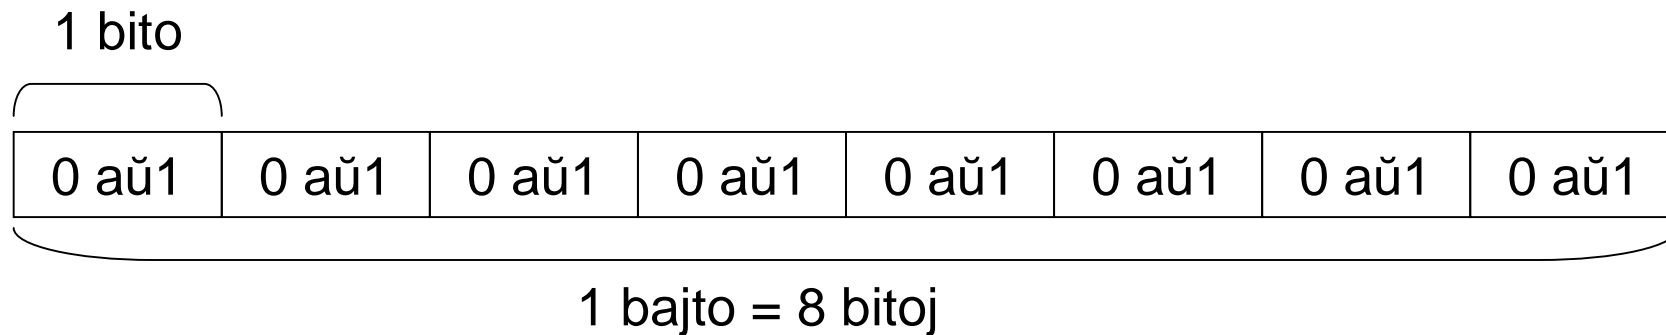 1 bito
0 aŭ1 0 aŭ1 0 aŭ1 0 aŭ1 0 aŭ1 0 aŭ1 0 aŭ1 0 aŭ1
1 bajto = 8 bitoj